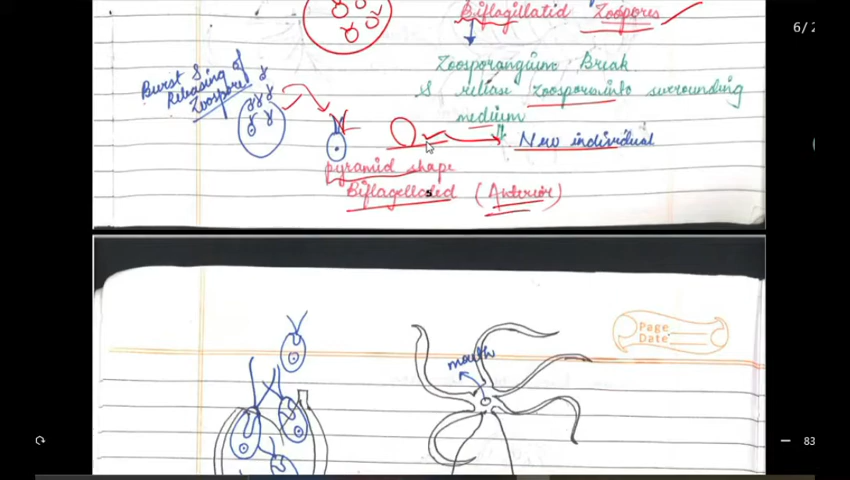 Biflagillatid Zoospores
6/2
Zoosporangium Break
Burst & Releasing of Zoospore
& release Zoospores into surrounding
medium
New individual
pyramid shape
Biflagellated (Anterior)
Page
Date
mouth
83